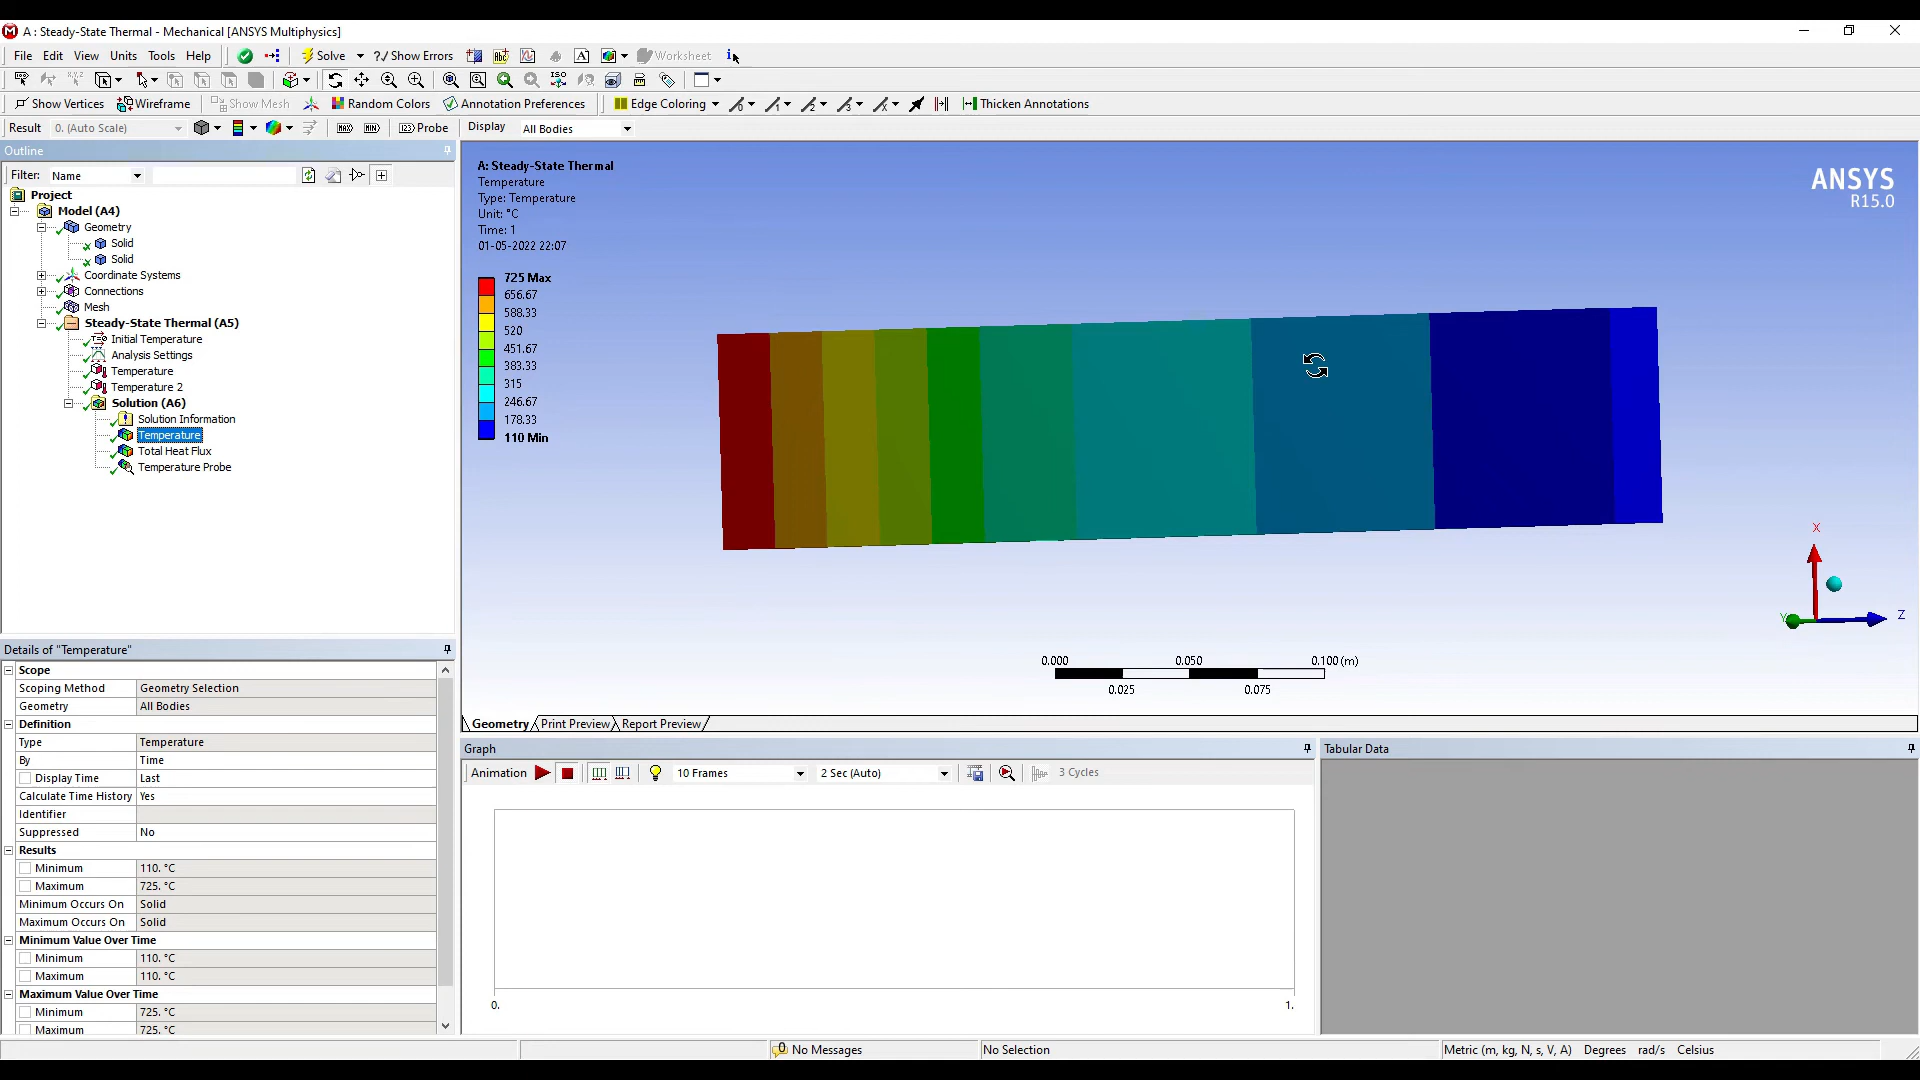 A : Steady-State Thermal - Mechanical [ANSYS Multiphysics]
File Edit View Units Tools Help Solve ?/ Show Errors Worksheet
Show Vertices Wireframe Show Mesh Random Colors Annotation Preferences Edge Coloring Thicken Annotations
Result 0. (Auto Scale) MAX MIN Probe Display All Bodies
Outline
Filter: Name
Project
Model (A4)
Geometry
Solid
Solid
Coordinate Systems
Connections
Mesh
Steady-State Thermal (A5)
Initial Temperature
Analysis Settings
Temperature
Temperature 2
Solution (A6)
Solution Information
Temperature
Total Heat Flux
Temperature Probe
Details of "Temperature"
Scope
Scoping Method Geometry Selection
Geometry All Bodies
Definition
Type Temperature
By Time
Display Time Last
Calculate Time History Yes
Identifier
Suppressed No
Results
Minimum 110. °C
Maximum 725. °C
Minimum Occurs On Solid
Maximum Occurs On Solid
Minimum Value Over Time
Minimum 110. °C
Maximum 110. °C
Maximum Value Over Time
Minimum 725. °C
Maximum 725. °C
A: Steady-State Thermal
Temperature
Type: Temperature
Unit: °C
Time: 1
01-05-2022 22:07
725 Max
656.67
588.33
520
451.67
383.33
315
246.67
178.33
110 Min
ANSYS
R15.0
X
Y
Z
0.000 0.050 0.100 (m)
0.025 0.075
Geometry Print Preview Report Preview
Graph
Animation 10 Frames 2 Sec (Auto) 3 Cycles
0. 1.
Tabular Data
0 No Messages No Selection Metric (m, kg, N, s, V, A) Degrees rad/s Celsius